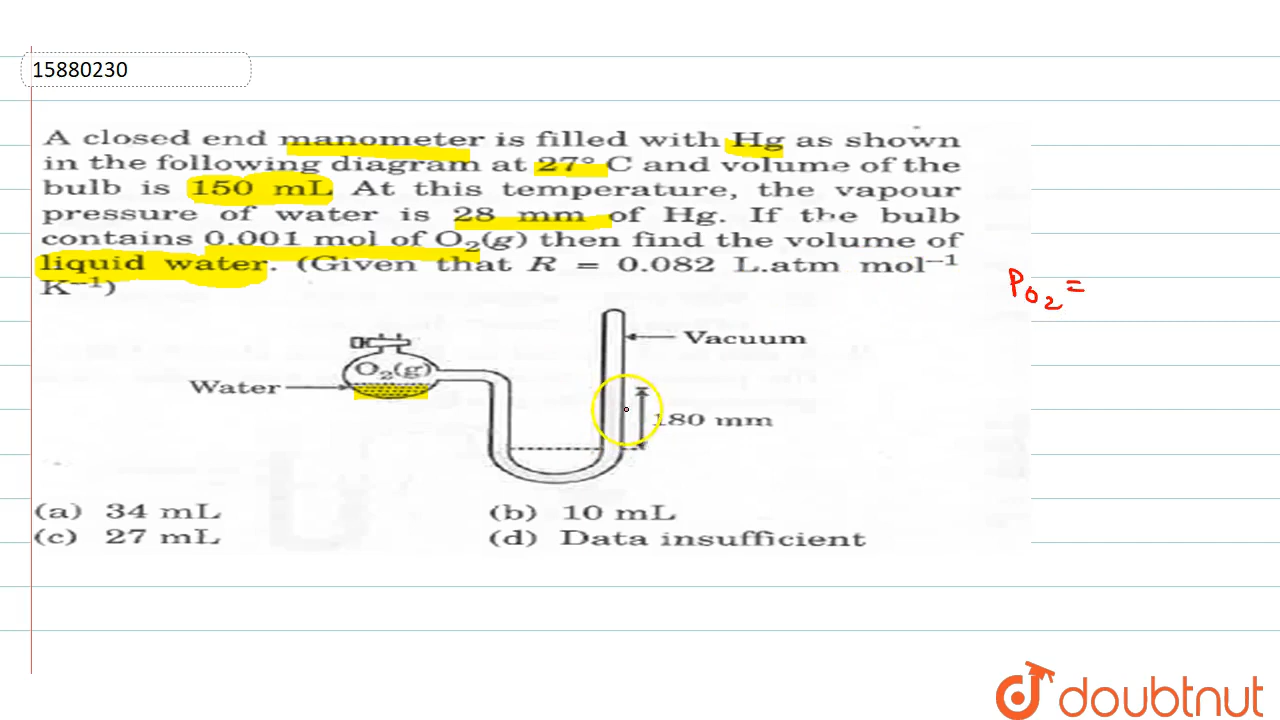 15880230
A closed end manometer is filled with Hg as shown
in the following diagram at 27° C and volume of the
bulb is 150 mL At this temperature, the vapour
pressure of water is 28 mm of Hg. If the bulb
contains 0.001 mol of O₂(g) then find the volume of
liquid water. (Given that R = 0.082 L.atm mol⁻¹
K⁻¹)
P O₂ =
Vacuum
O₂(g)
Water
180 mm
(a) 34 mL
(b) 10 mL
(c) 27 mL
(d) Data insufficient
doubtnut